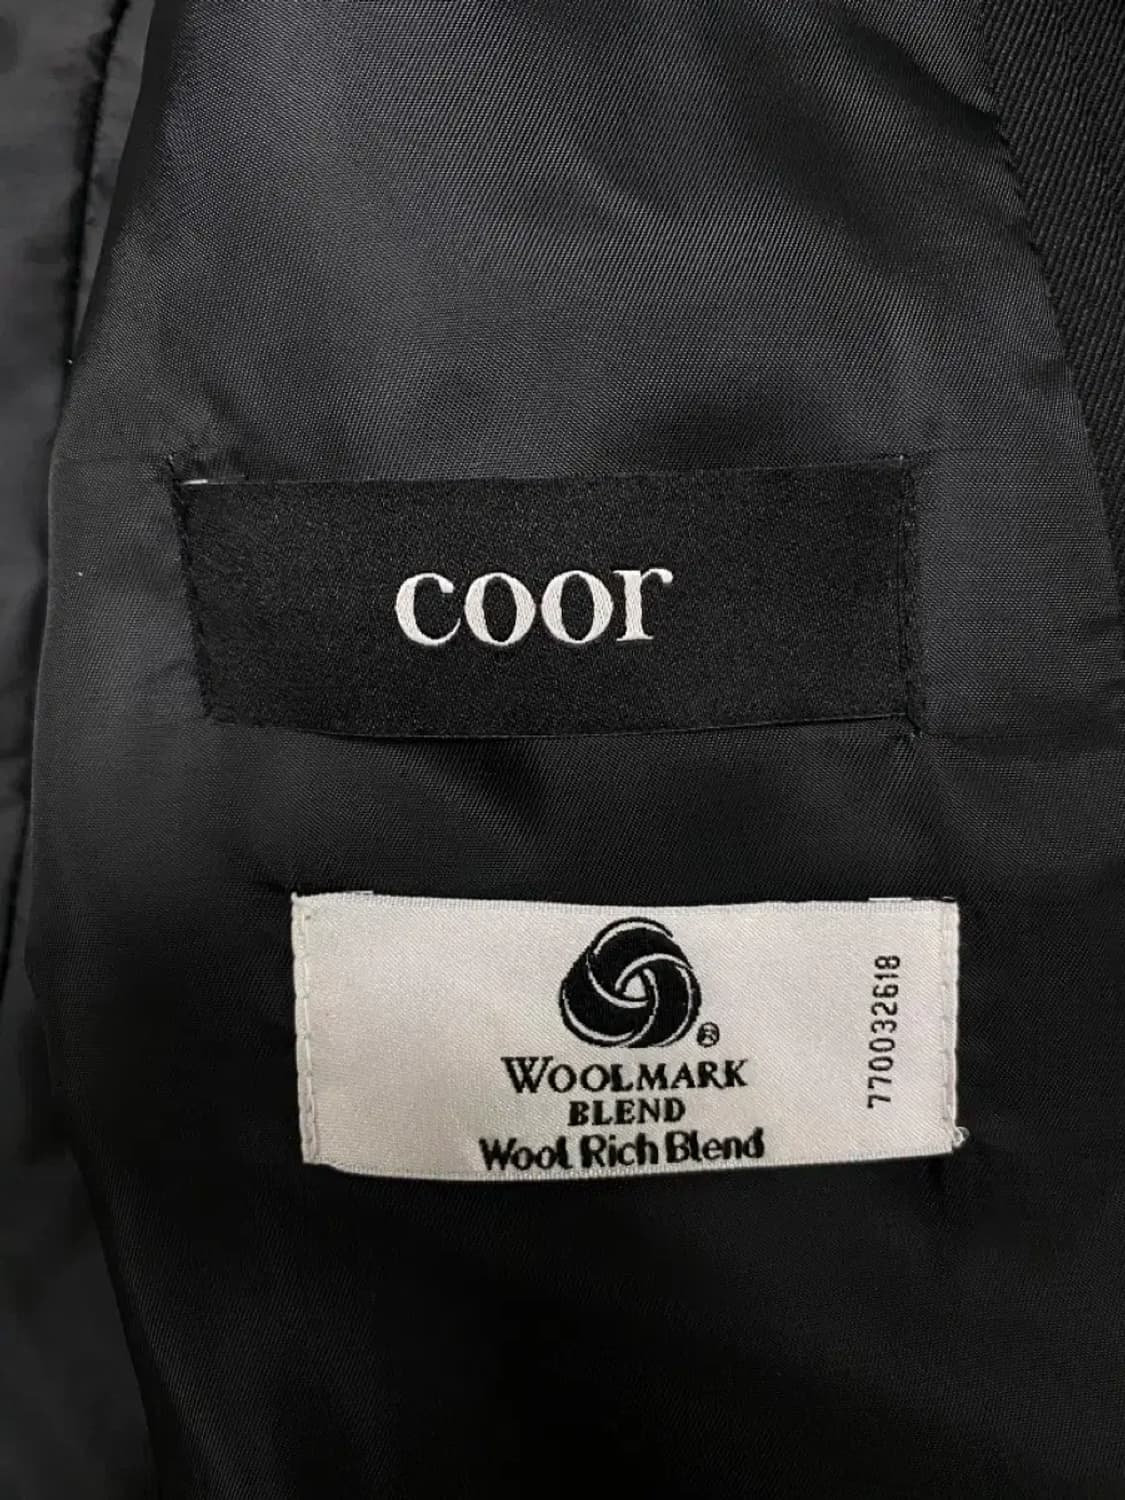 coor
®
WOOLMARK
BLEND
Wool Rich Blend
770032618